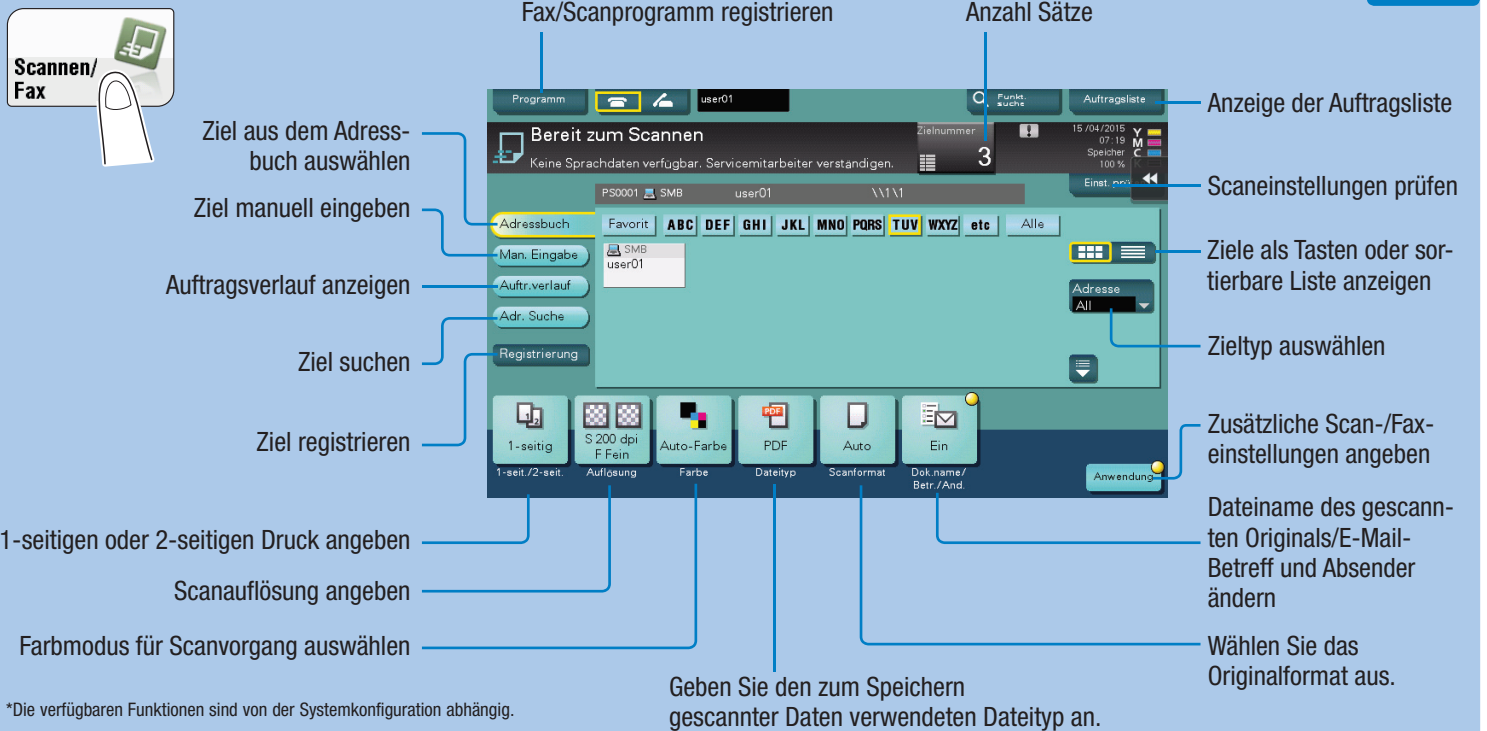 Fax/Scanprogramm registrieren
Anzahl Sätze
Scannen/
Fax
Programm
user01
Funkt.
suche
Auftragsliste
Anzeige der Auftragsliste
Ziel aus dem Adress-
buch auswählen
Bereit zum Scannen
Keine Sprachdaten verfügbar. Servicemitarbeiter verständigen.
Zielnummer
3
15/04/2015
07:19
Speicher
100 %
Y
M
C
K
Einst. prü
Scaneinstellungen prüfen
PS0001 SMB user01 \\1\1
Ziel manuell eingeben
Adressbuch
Favorit ABC DEF GHI JKL MNO PQRS TUV WXYZ etc Alle
Man. Eingabe
SMB
user01
Ziele als Tasten oder sor-
tierbare Liste anzeigen
Auftragsverlauf anzeigen
Auftr.verlauf
Adresse
All
Adr. Suche
Zieltyp auswählen
Ziel suchen
Registrierung
Ziel registrieren
1-seitig
S 200 dpi
F Fein
Auto-Farbe
PDF
PDF
Auto
Ein
1-seit./2-seit.
Auflösung
Farbe
Dateityp
Scanformat
Dok.name/
Betr./And.
Anwendung
Zusätzliche Scan-/Fax-
einstellungen angeben
1-seitigen oder 2-seitigen Druck angeben
Dateiname des gescann-
ten Originals/E-Mail-
Betreff und Absender
ändern
Scanauflösung angeben
Farbmodus für Scanvorgang auswählen
Wählen Sie das
Originalformat aus.
Geben Sie den zum Speichern
gescannter Daten verwendeten Dateityp an.
*Die verfügbaren Funktionen sind von der Systemkonfiguration abhängig.